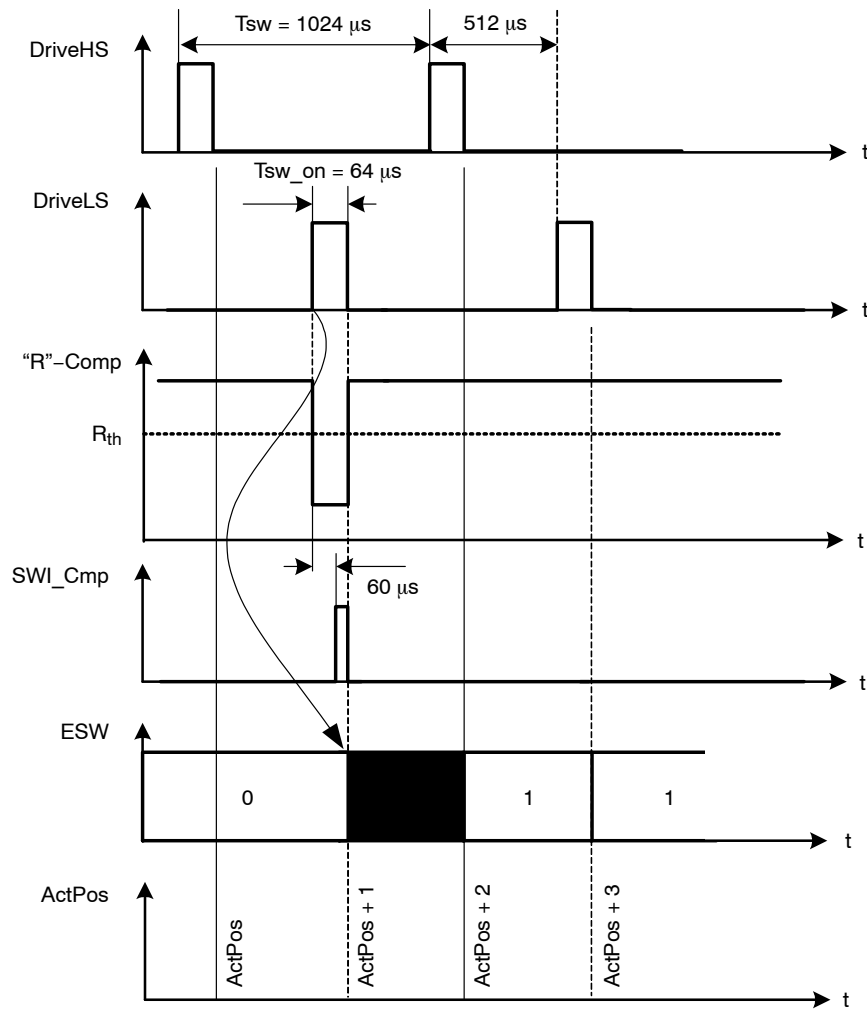 Tsw = 1024 μs
512 μs
DriveHS
t
Tsw_on = 64 μs
DriveLS
t
“R”−Comp
Rth
t
SWI_Cmp
60 μs
t
ESW
0
1
1
t
ActPos
ActPos
ActPos + 1
ActPos + 2
ActPos + 3
t